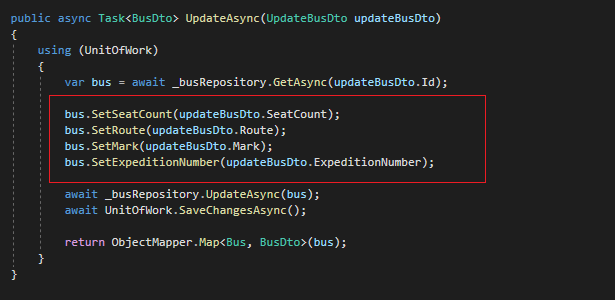 public async Task<BusDto> UpdateAsync(UpdateBusDto updateBusDto)
{
using (UnitOfWork)
{
var bus = await _busRepository.GetAsync(updateBusDto.Id);
bus.SetSeatCount(updateBusDto.SeatCount);
bus.SetRoute(updateBusDto.Route);
bus.SetMark(updateBusDto.Mark);
bus.SetExpeditionNumber(updateBusDto.ExpeditionNumber);
await _busRepository.UpdateAsync(bus);
await UnitOfWork.SaveChangesAsync();
return ObjectMapper.Map<Bus, BusDto>(bus);
}
}